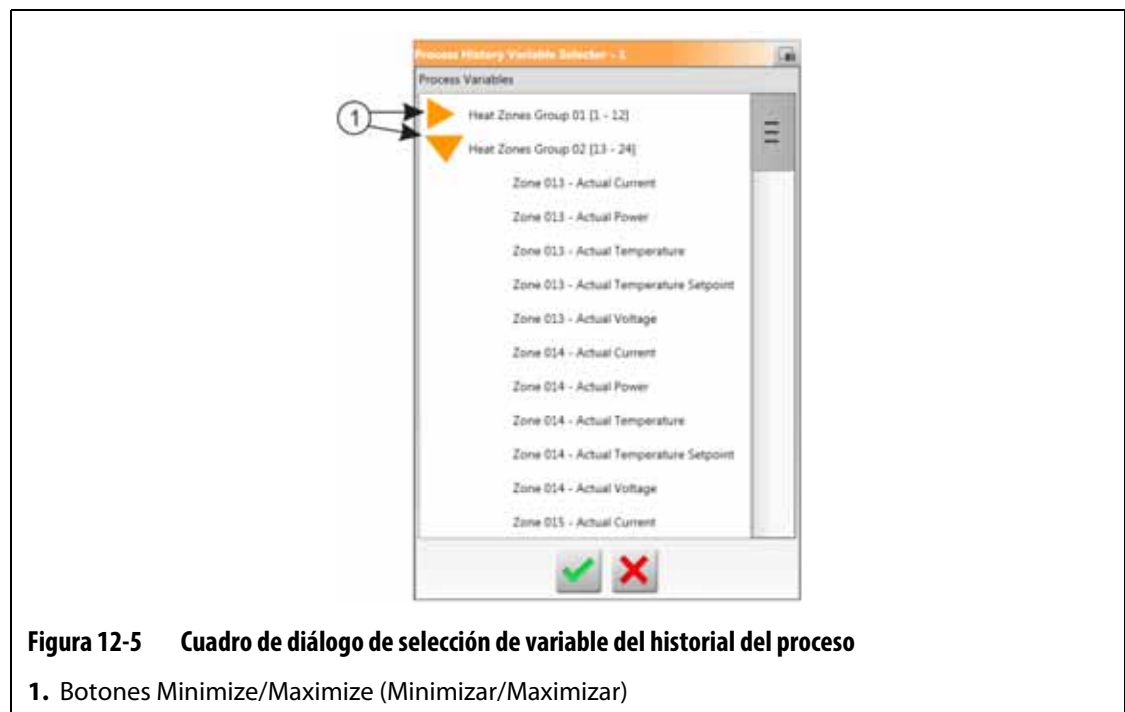 Process History Variable Selector - 1
Process Variables
1
Heat Zones Group 01 [1 - 12]
Heat Zones Group 02 [13 - 24]
Zone 013 - Actual Current
Zone 013 - Actual Power
Zone 013 - Actual Temperature
Zone 013 - Actual Temperature Setpoint
Zone 013 - Actual Voltage
Zone 014 - Actual Current
Zone 014 - Actual Power
Zone 014 - Actual Temperature
Zone 014 - Actual Temperature Setpoint
Zone 014 - Actual Voltage
Zone 015 - Actual Current
Figura 12-5 Cuadro de diálogo de selección de variable del historial del proceso
1. Botones Minimize/Maximize (Minimizar/Maximizar)